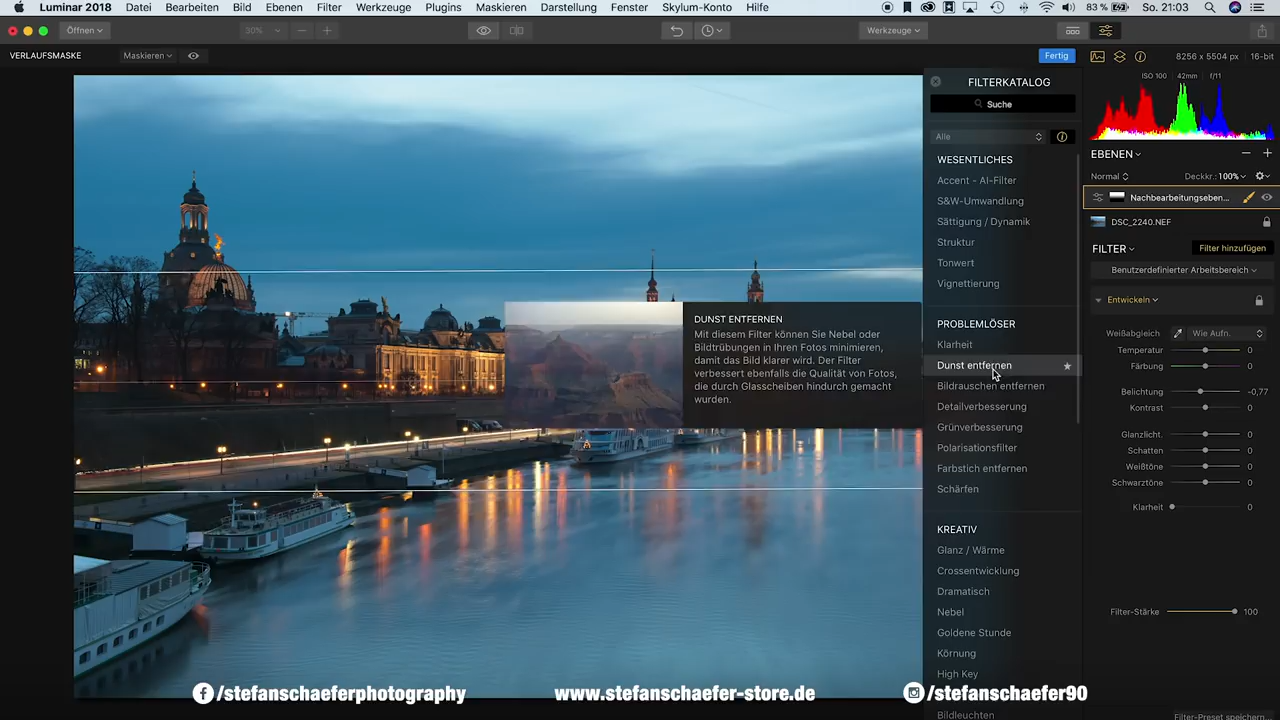 Luminar 2018 Datei Bearbeiten Bild Ebenen Filter Werkzeuge Plugins Maskieren Darstellung Fenster Skylum-Konto Hilfe 83 % So. 21:03
Öffnen 30% Werkzeuge
VERLAUFSMASKE Maskieren Fertig 8256 x 5504 px 16-bit
ISO 100 42mm f/11
FILTERKATALOG
Suche
Alle
WESENTLICHES
Accent - AI-Filter
S&W-Umwandlung
Sättigung / Dynamik
Struktur
Tonwert
Vignettierung
PROBLEMLÖSER
Klarheit
Dunst entfernen
Bildrauschen entfernen
Detailverbesserung
Grünverbesserung
Polarisationsfilter
Farbstich entfernen
Schärfen
KREATIV
Glanz / Wärme
Crossentwicklung
Dramatisch
Nebel
Goldene Stunde
Körnung
High Key
Bildleuchten
DUNST ENTFERNEN
Mit diesem Filter können Sie Nebel oder
Bildtrübungen in Ihren Fotos minimieren,
damit das Bild klarer wird. Der Filter
verbessert ebenfalls die Qualität von Fotos,
die durch Glasscheiben hindurch gemacht
wurden.
EBENEN
Normal Deckkr.: 100%
Nachbearbeitungseben...
DSC_2240.NEF
FILTER Filter hinzufügen
Benutzerdefinierter Arbeitsbereich
Entwickeln
Weißabgleich Wie Aufn.
Temperatur 0
Färbung 0
Belichtung -0,77
Kontrast 0
Glanzlicht. 0
Schatten 0
Weißtöne 0
Schwarztöne 0
Klarheit 0
Filter-Stärke 100
Filter-Preset speichern...
/stefanschaeferphotography www.stefanschaefer-store.de /stefanschaefer90